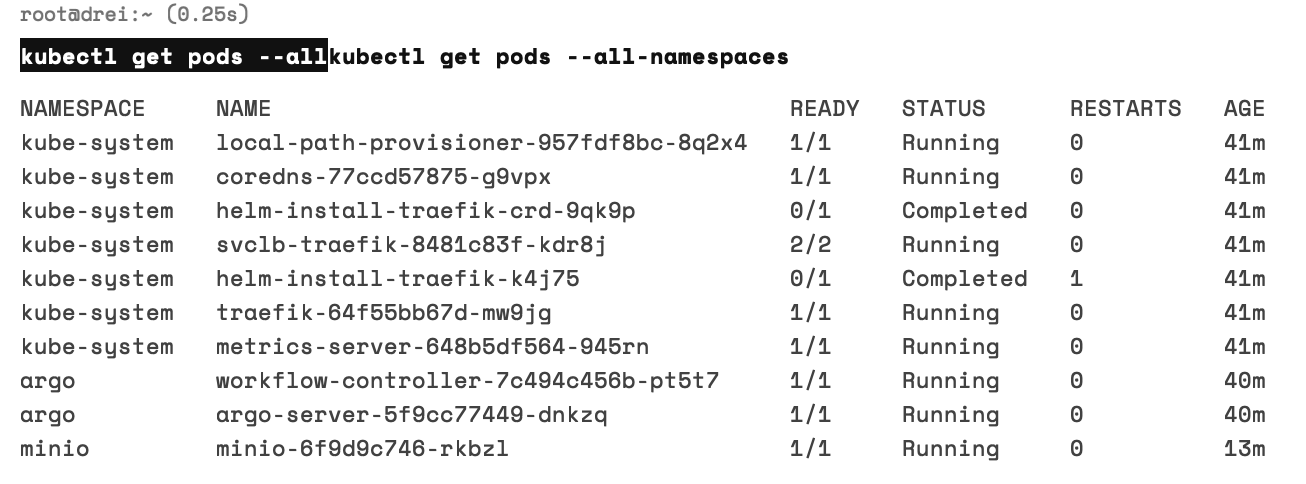 root@drei:~ (0.25s)
kubectl get pods --allkubectl get pods --all-namespaces
NAMESPACE NAME READY STATUS RESTARTS AGE
kube-system local-path-provisioner-957fdf8bc-8q2x4 1/1 Running 0 41m
kube-system coredns-77ccd57875-g9vpx 1/1 Running 0 41m
kube-system helm-install-traefik-crd-9qk9p 0/1 Completed 0 41m
kube-system svclb-traefik-8481c83f-kdr8j 2/2 Running 0 41m
kube-system helm-install-traefik-k4j75 0/1 Completed 1 41m
kube-system traefik-64f55bb67d-mw9jg 1/1 Running 0 41m
kube-system metrics-server-648b5df564-945rn 1/1 Running 0 41m
argo workflow-controller-7c494c456b-pt5t7 1/1 Running 0 40m
argo argo-server-5f9cc77449-dnkzq 1/1 Running 0 40m
minio minio-6f9d9c746-rkbzl 1/1 Running 0 13m